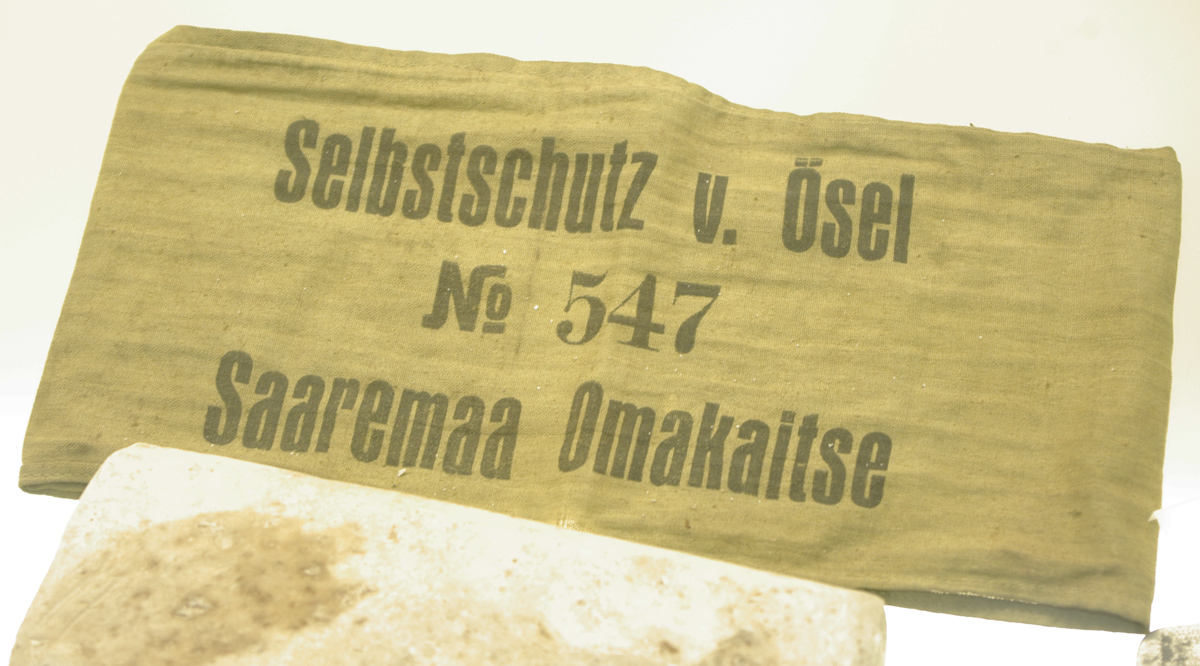 Selbstschutz v. Ösel
№ 547
Saaremaa Omakaitse